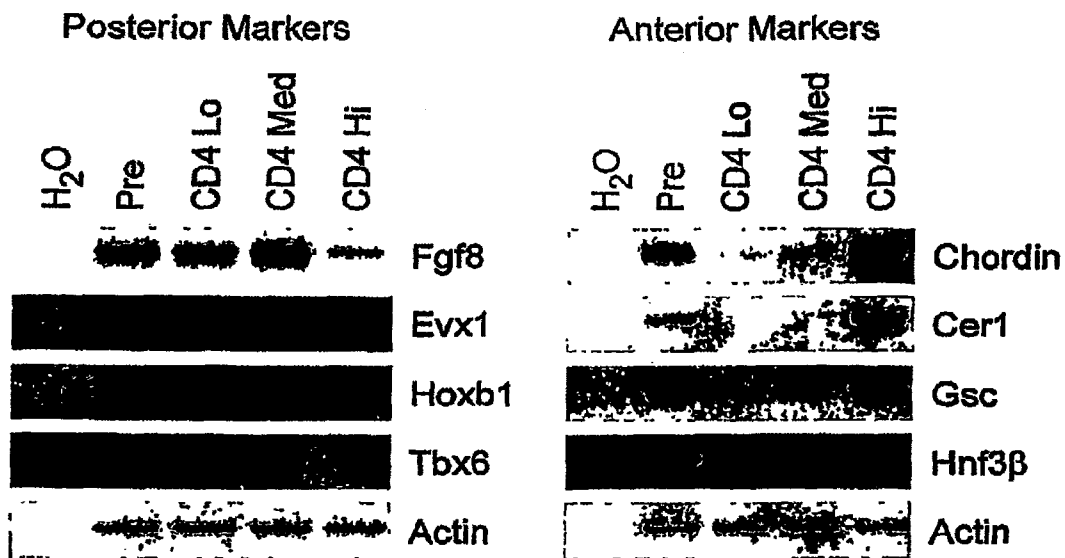 Posterior Markers
H₂O
Pre
CD4 Lo
CD4 Med
CD4 Hi
Fgf8
Evx1
Hoxb1
Tbx6
Actin
Anterior Markers
H₂O
Pre
CD4 Lo
CD4 Med
CD4 Hi
Chordin
Cer1
Gsc
Hnf3β
Actin